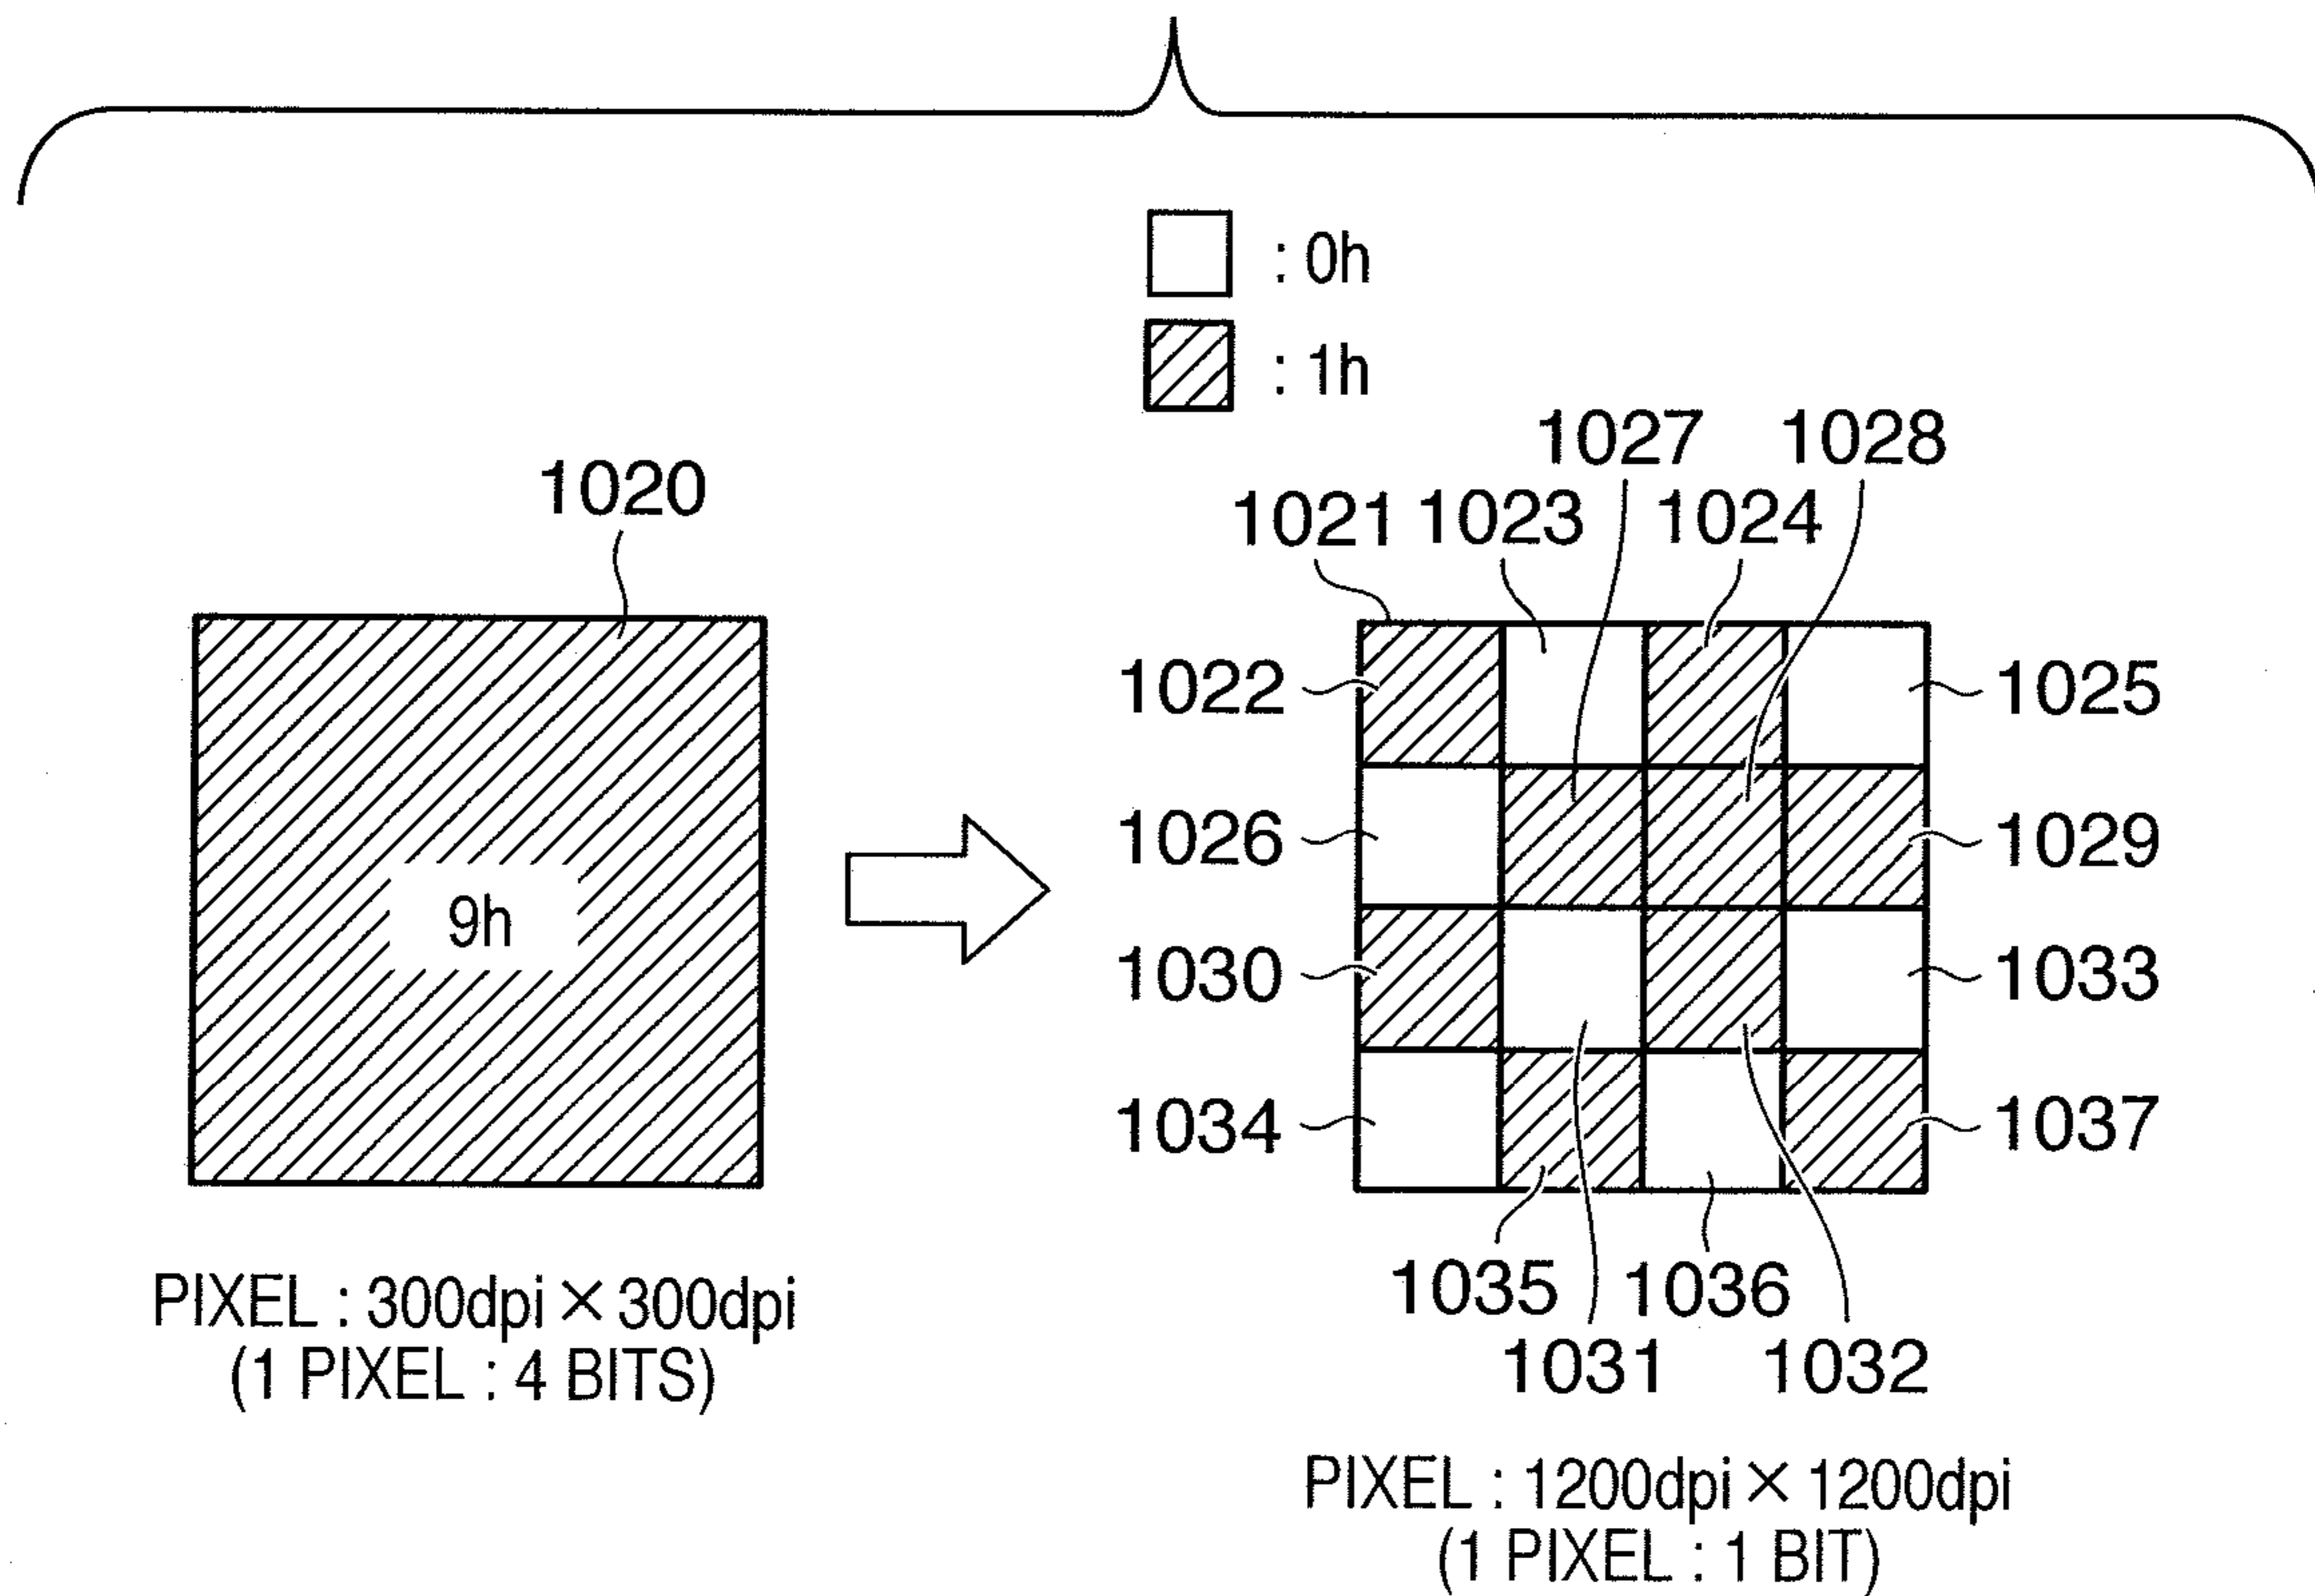 : 0h
: 1h
1027 1028
1020
1021 1023 1024
1022
1025
1026
1029
9h
1030
1033
1034
1037
1035 1036
1031 1032
PIXEL : 300dpi × 300dpi
(1 PIXEL : 4 BITS)
PIXEL : 1200dpi × 1200dpi
(1 PIXEL : 1 BIT)